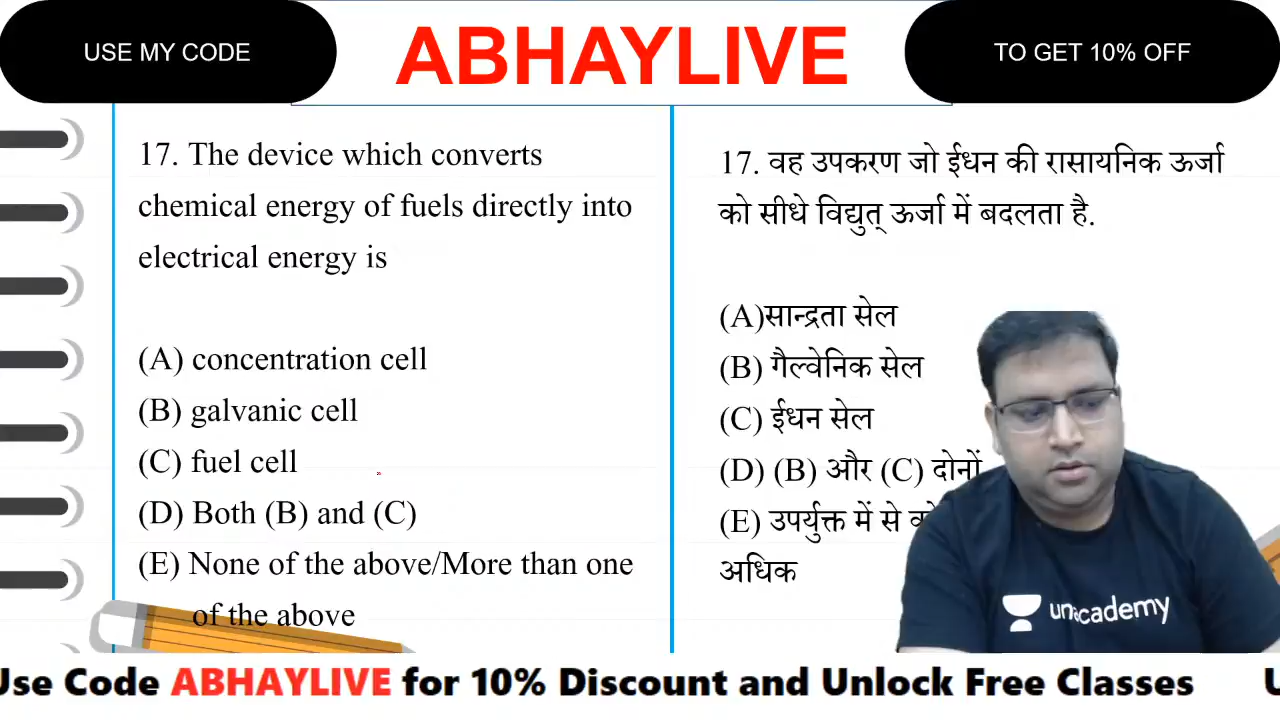 USE MY CODE
ABHAYLIVE
TO GET 10% OFF
17. The device which converts
chemical energy of fuels directly into
electrical energy is
(A) concentration cell
(B) galvanic cell
(C) fuel cell
(D) Both (B) and (C)
(E) None of the above/More than one
of the above
17. वह उपकरण जो ईधन की रासायनिक ऊर्जा
को सीधे विद्युत् ऊर्जा में बदलता है.
(A)सान्द्रता सेल
(B) गैल्वेनिक सेल
(C) ईधन सेल
(D) (B) और (C) दोनों
(E) उपर्युक्त में से
अधिक
unacademy
Use Code ABHAYLIVE for 10% Discount and Unlock Free Classes